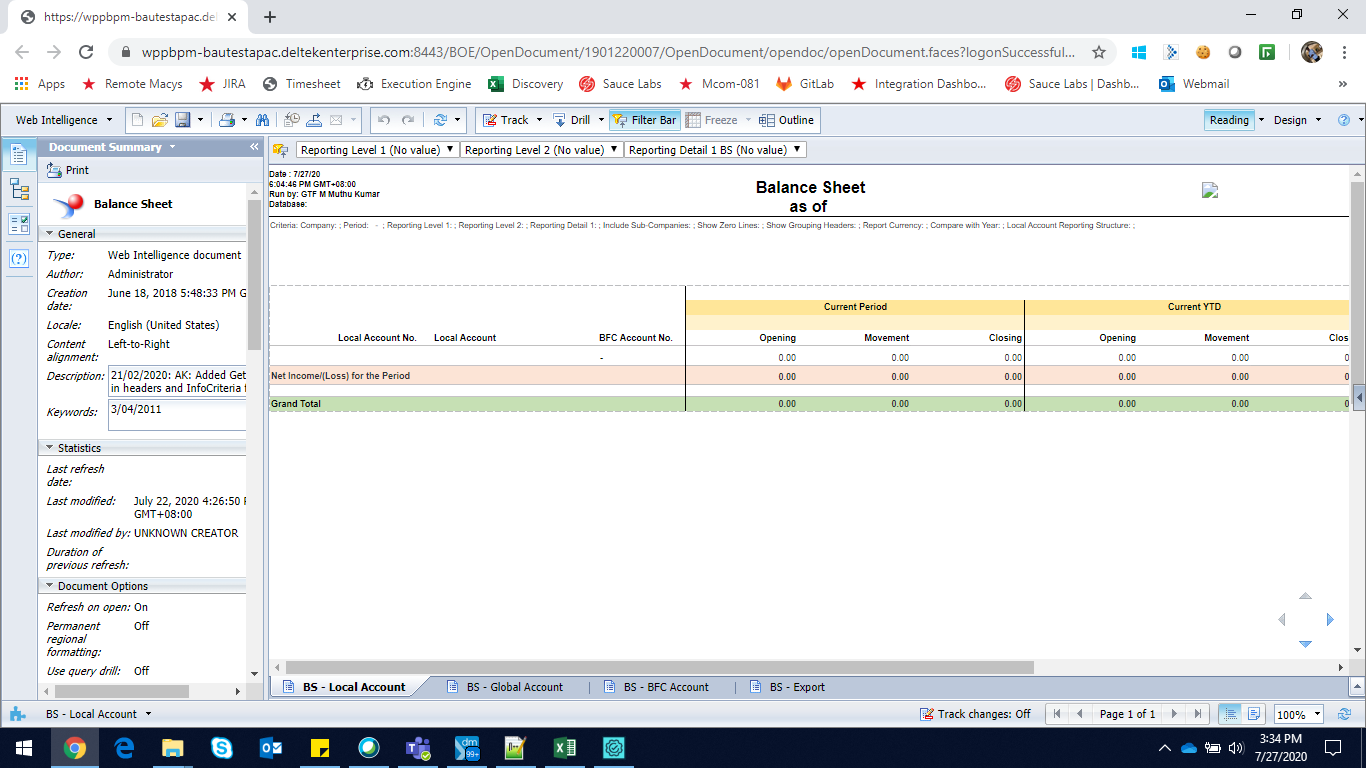 https://wppbpm-bautestapac.del
wppbpm-bautestapac.deltekenterprise.com:8443/BOE/OpenDocument/1901220007/OpenDocument/opendoc/openDocument.faces?logonSuccessful...
Apps Remote Macys JIRA Timesheet Execution Engine Discovery Sauce Labs Mcom-081 GitLab Integration Dashbo... Sauce Labs | Dashb... Webmail »
Web Intelligence Track Drill Filter Bar Freeze Outline Reading Design
Document Summary «
Reporting Level 1 (No value) Reporting Level 2 (No value) Reporting Detail 1 BS (No value)
Print
Balance Sheet
General
Type: Web Intelligence document
Author: Administrator
Creation date: June 18, 2018 5:48:33 PM G
Locale: English (United States)
Content alignment: Left-to-Right
Description: 21/02/2020: AK: Added Get
in headers and InfoCriteria f
Keywords: 3/04/2011
Statistics
Last refresh date:
Last modified: July 22, 2020 4:26:50
GMT+08:00
Last modified by: UNKNOWN CREATOR
Duration of previous refresh:
Document Options
Refresh on open: On
Permanent regional formatting: Off
Use query drill: Off
Date : 7/27/20
6:04:46 PM GMT+08:00
Run by: GTF M Muthu Kumar
Database:
Balance Sheet
as of
Criteria: Company: ; Period: - ; Reporting Level 1: ; Reporting Level 2: ; Reporting Detail 1: ; Include Sub-Companies: ; Show Zero Lines: ; Show Grouping Headers: ; Report Currency: ; Compare with Year: ; Local Account Reporting Structure: ;
Current Period Current YTD
Local Account No. Local Account BFC Account No. Opening Movement Closing Opening Movement Clos
- 0.00 0.00 0.00 0.00 0.00 0
Net Income/(Loss) for the Period 0.00 0.00 0.00 0.00 0.00 0
Grand Total 0.00 0.00 0.00 0.00 0.00 0
BS - Local Account BS - Global Account BS - BFC Account BS - Export
BS - Local Account Track changes: Off Page 1 of 1 100%
dm 99+
3:34 PM
7/27/2020